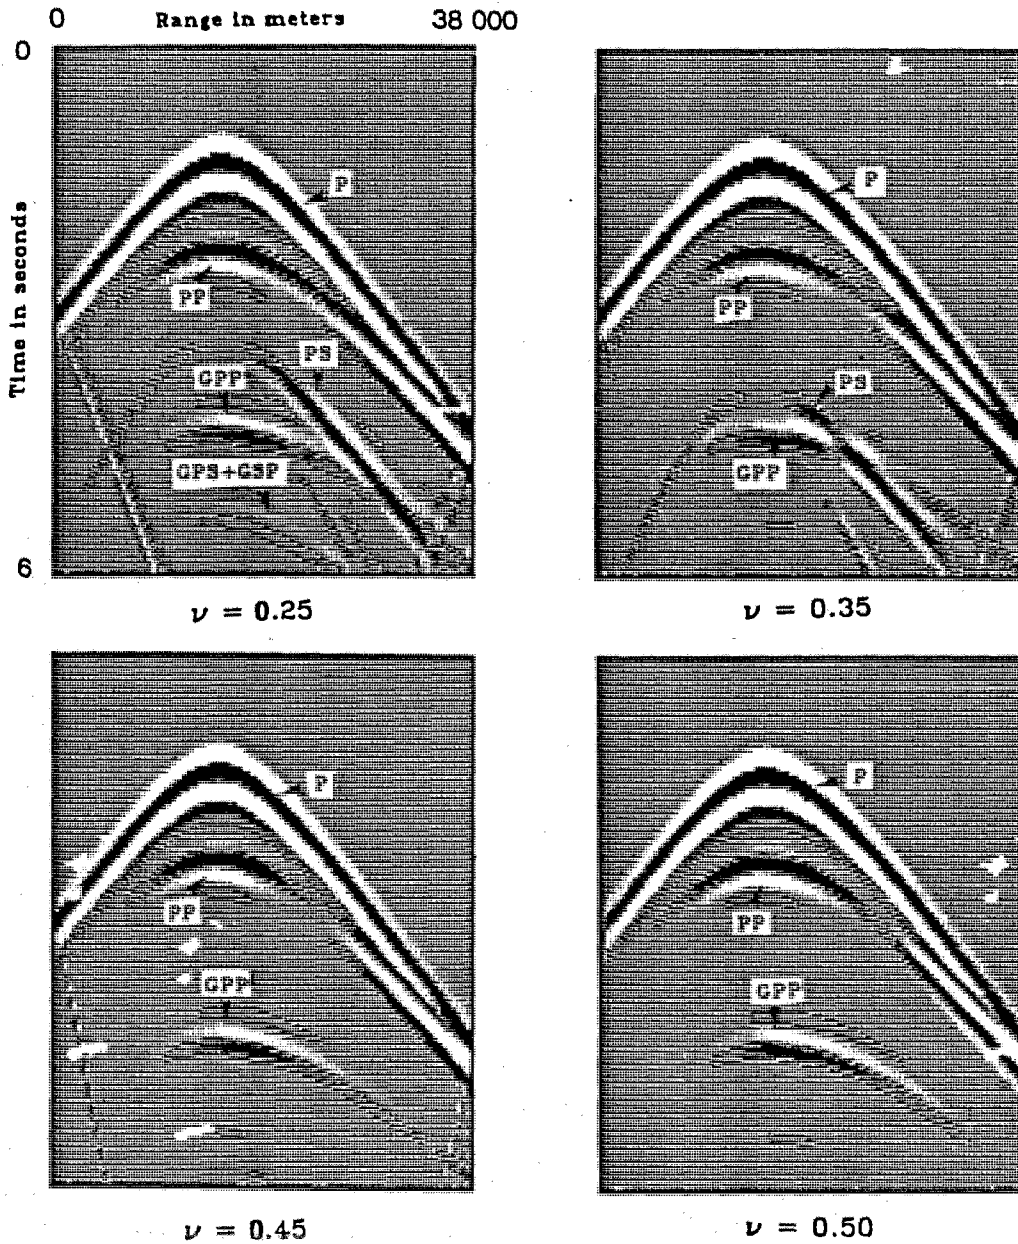 0 Range in meters 38 000
0
Time in seconds
6
P
PP
PS
GPP
GPS+GSP
ν = 0.25
P
PP
PS
GPP
ν = 0.35
P
PP
GPP
ν = 0.45
P
PP
GPP
ν = 0.50